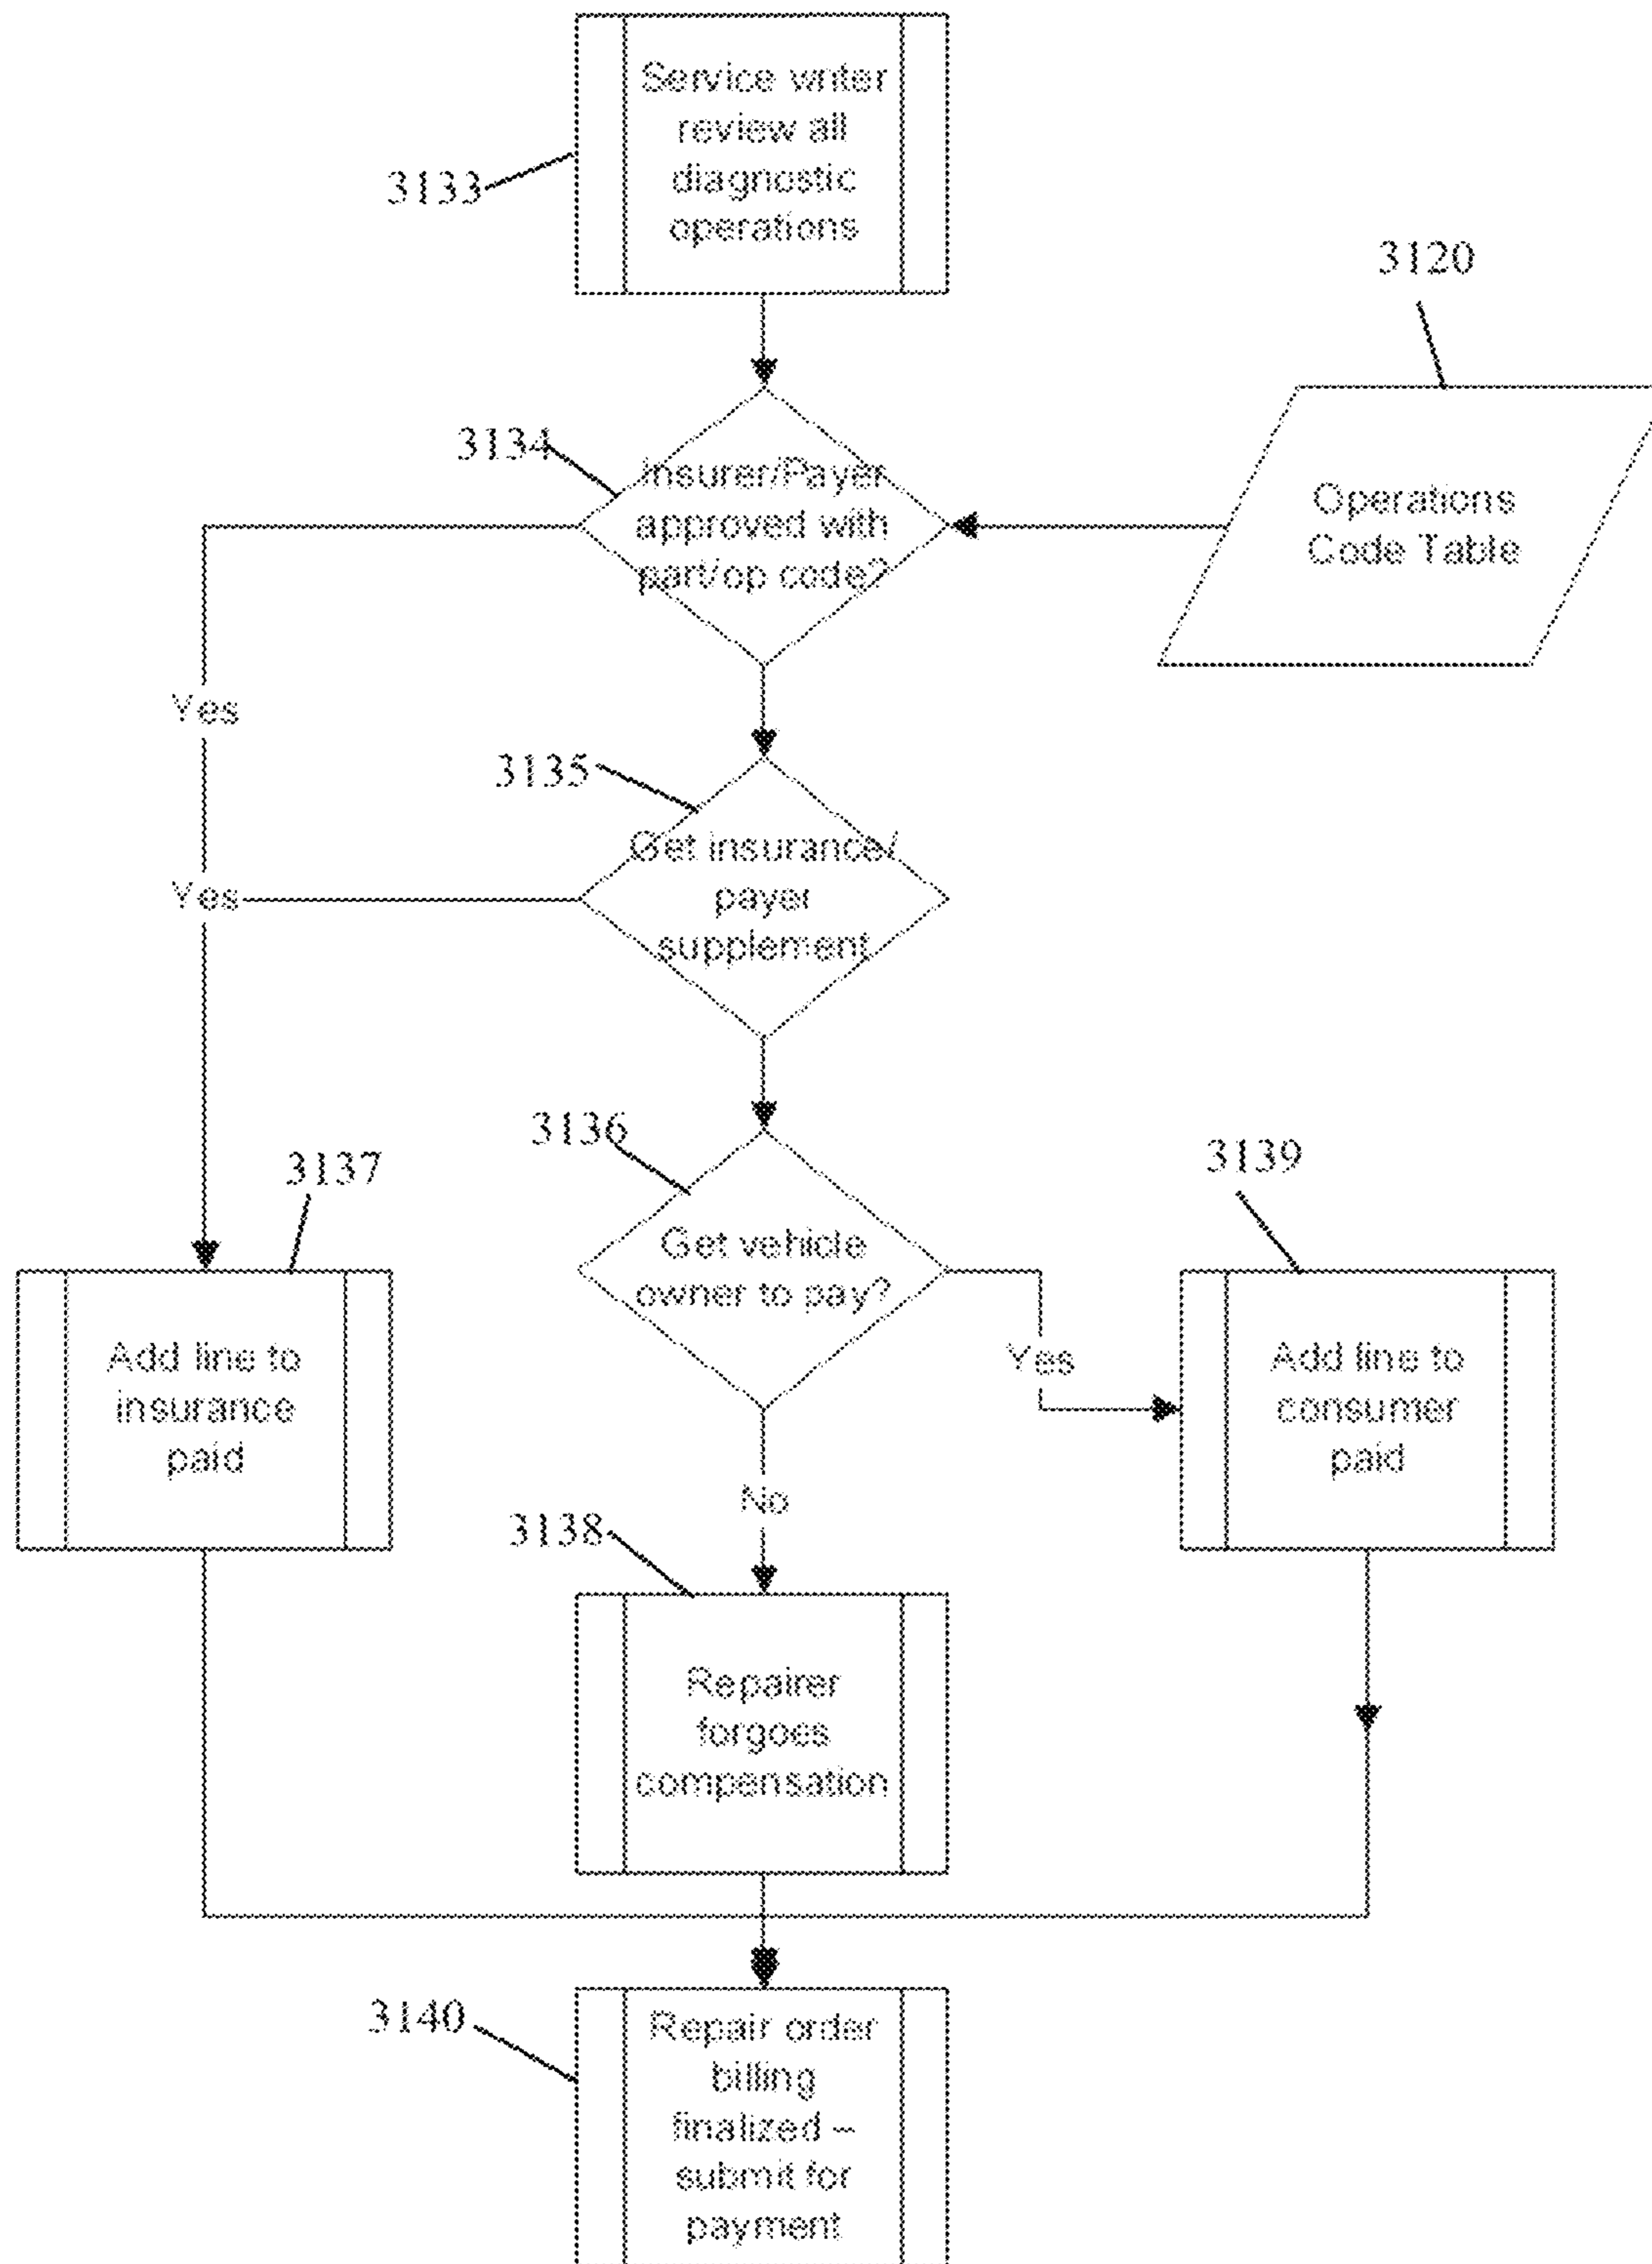 Service writer
review all
diagnostic
operations
3133
3120
3134
Insurer/Payer
approved with
part/op code?
Operations
Code Table
Yes
3135
Get insurance/
payer
supplement
Yes
3136
3137
3139
Get vehicle
owner to pay?
Add line to
insurance
paid
Yes
Add line to
consumer
paid
No
3138
Repairer
forgoes
compensation
3140
Repair order
billing
finalized –
submit for
payment